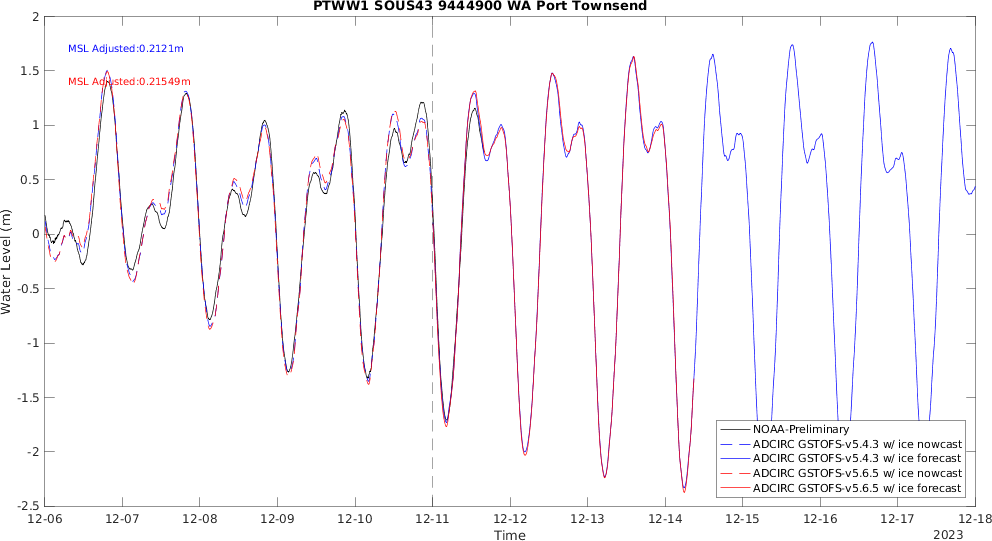 PTWW1 SOUS43 9444900 WA Port Townsend
MSL Adjusted:0.2121m
MSL Adjusted:0.21549m
Water Level (m)
2
1.5
1
0.5
0
-0.5
-1
-1.5
-2
-2.5
NOAA-Preliminary
ADCIRC GSTOFS-v5.4.3 w/ ice nowcast
ADCIRC GSTOFS-v5.4.3 w/ ice forecast
ADCIRC GSTOFS-v5.6.5 w/ ice nowcast
ADCIRC GSTOFS-v5.6.5 w/ ice forecast
12-06 12-07 12-08 12-09 12-10 12-11 12-12 12-13 12-14 12-15 12-16 12-17 12-18
Time
2023